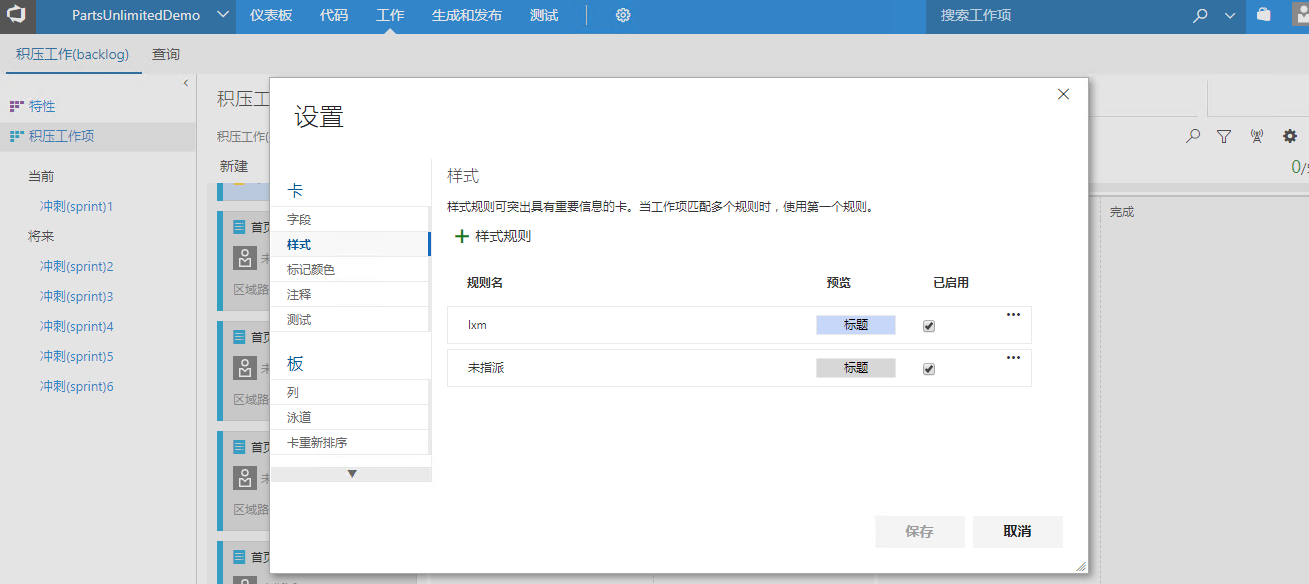 PartsUnlimitedDemo 仪表板 代码 工作 生成和发布 测试 搜索工作项
积压工作(backlog) 查询
特性
积压工作项
当前
冲刺(sprint)1
将来
冲刺(sprint)2
冲刺(sprint)3
冲刺(sprint)4
冲刺(sprint)5
冲刺(sprint)6
积压工
积压工作(
新建
首页
区域路
首页
区域路
首页
区域路
首页
设置
卡
字段
样式
标记颜色
注释
测试
板
列
泳道
卡重新排序
样式
样式规则可突出具有重要信息的卡。当工作项匹配多个规则时，使用第一个规则。
样式规则
规则名 预览 已启用
lxm 标题
未指派 标题
保存 取消
完成